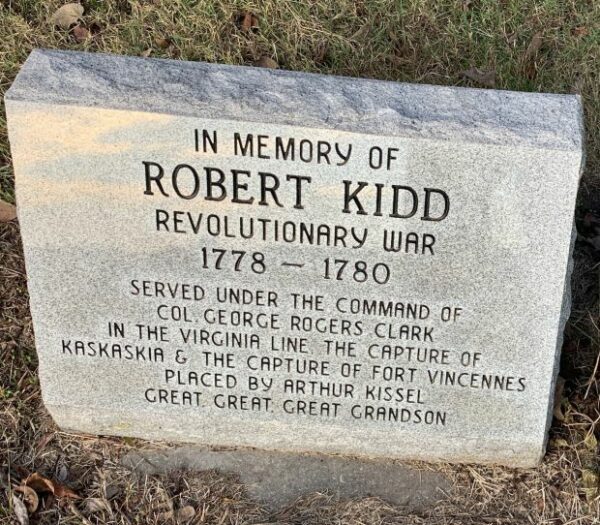 IN MEMORY OF
ROBERT KIDD
REVOLUTIONARY WAR
1778 — 1780
SERVED UNDER THE COMMAND OF
COL. GEORGE ROGERS CLARK
IN THE VIRGINIA LINE, THE CAPTURE OF
KASKASKIA & THE CAPTURE OF FORT VINCENNES
PLACED BY ARTHUR KISSEL
GREAT, GREAT, GREAT GRANDSON